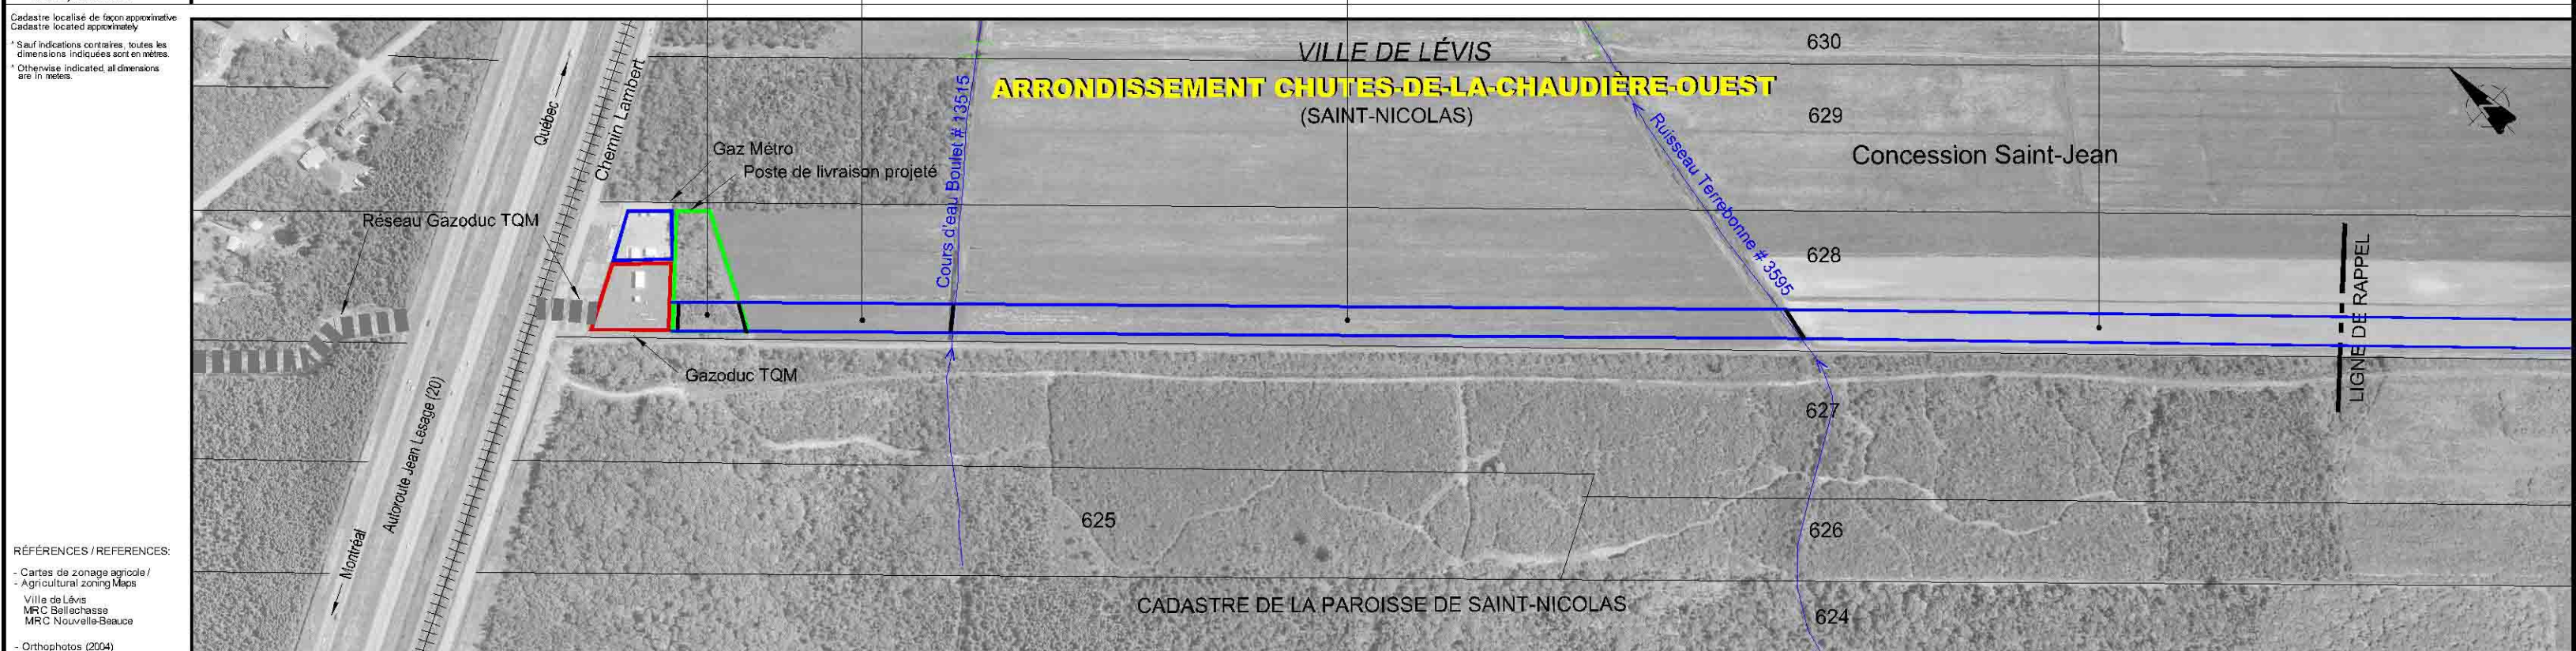 Cadastre localisé de façon approximative
Cadastre located approximately
* Sauf indications contraires, toutes les
dimensions indiquées sont en mètres.
* Otherwise indicated, all dimensions
are in meters.
RÉFÉRENCES / REFERENCES:
- Cartes de zonage agricole /
- Agricultural zoning Maps
Ville de Lévis
MRC Bellechasse
MRC Nouvelle-Beauce
- Orthophotos (2004)
VILLE DE LÉVIS
ARRONDISSEMENT CHUTES-DE-LA-CHAUDIÈRE-OUEST
(SAINT-NICOLAS)
630
629
Concession Saint-Jean
628
Québec
Chemin Lambert
Gaz Métro
Poste de livraison projeté
Réseau Gazoduc TQM
Cours d'eau Boulet # 13515
Ruisseau Terrebonne # 3595
LIGNE DE RAPPEL
Gazoduc TQM
Autoroute Jean Lesage (20)
Montréal
627
625
626
CADASTRE DE LA PAROISSE DE SAINT-NICOLAS
624